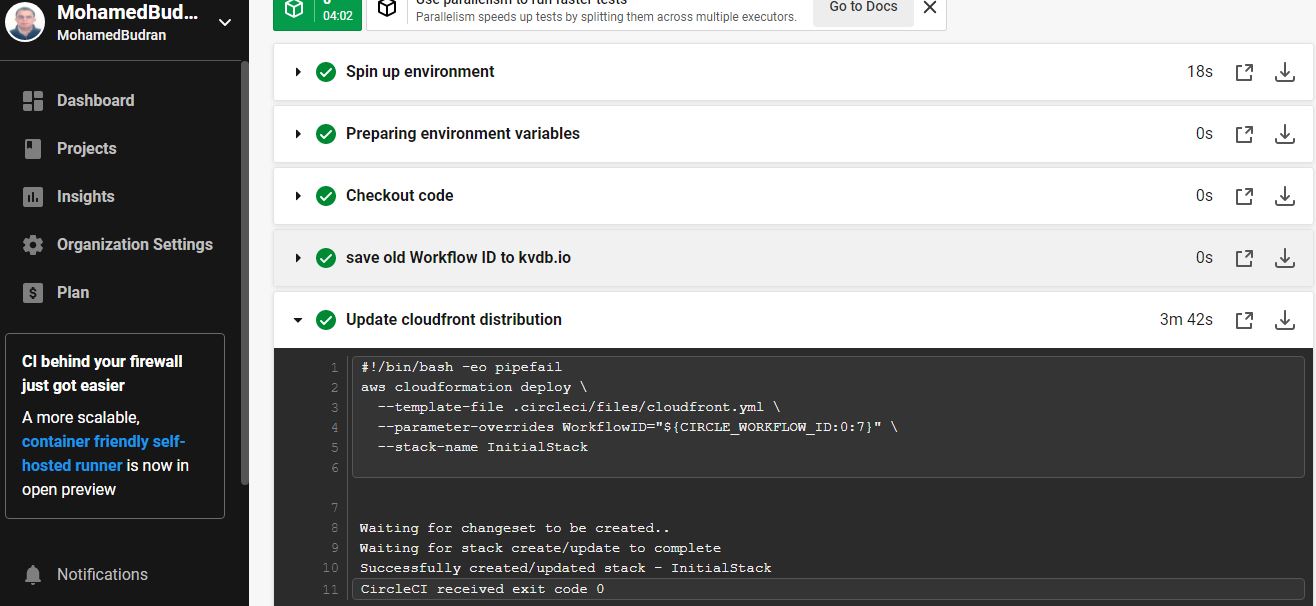 MohamedBud...
MohamedBudran
Dashboard
Projects
Insights
Organization Settings
Plan
CI behind your firewall
just got easier
A more scalable,
container friendly self-
hosted runner is now in
open preview
Notifications
04:02
Use parallelism to run faster tests
Parallelism speeds up tests by splitting them across multiple executors.
Go to Docs
Spin up environment 18s
Preparing environment variables 0s
Checkout code 0s
save old Workflow ID to kvdb.io 0s
Update cloudfront distribution 3m 42s
1 #!/bin/bash -eo pipefail
2 aws cloudformation deploy \
3 --template-file .circleci/files/cloudfront.yml \
4 --parameter-overrides WorkflowID="${CIRCLE_WORKFLOW_ID:0:7}" \
5 --stack-name InitialStack
6
7
8 Waiting for changeset to be created..
9 Waiting for stack create/update to complete
10 Successfully created/updated stack - InitialStack
11 CircleCI received exit code 0